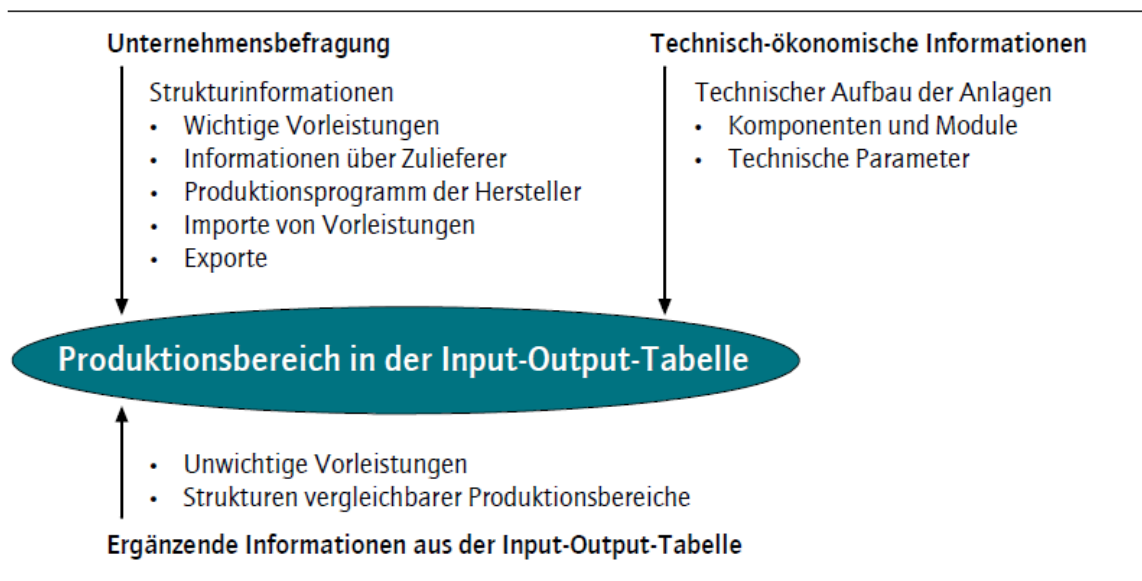 Unternehmensbefragung
Strukturinformationen
• Wichtige Vorleistungen
• Informationen über Zulieferer
• Produktionsprogramm der Hersteller
• Importe von Vorleistungen
• Exporte
Technisch-ökonomische Informationen
Technischer Aufbau der Anlagen
• Komponenten und Module
• Technische Parameter
Produktionsbereich in der Input-Output-Tabelle
• Unwichtige Vorleistungen
• Strukturen vergleichbarer Produktionsbereiche
Ergänzende Informationen aus der Input-Output-Tabelle